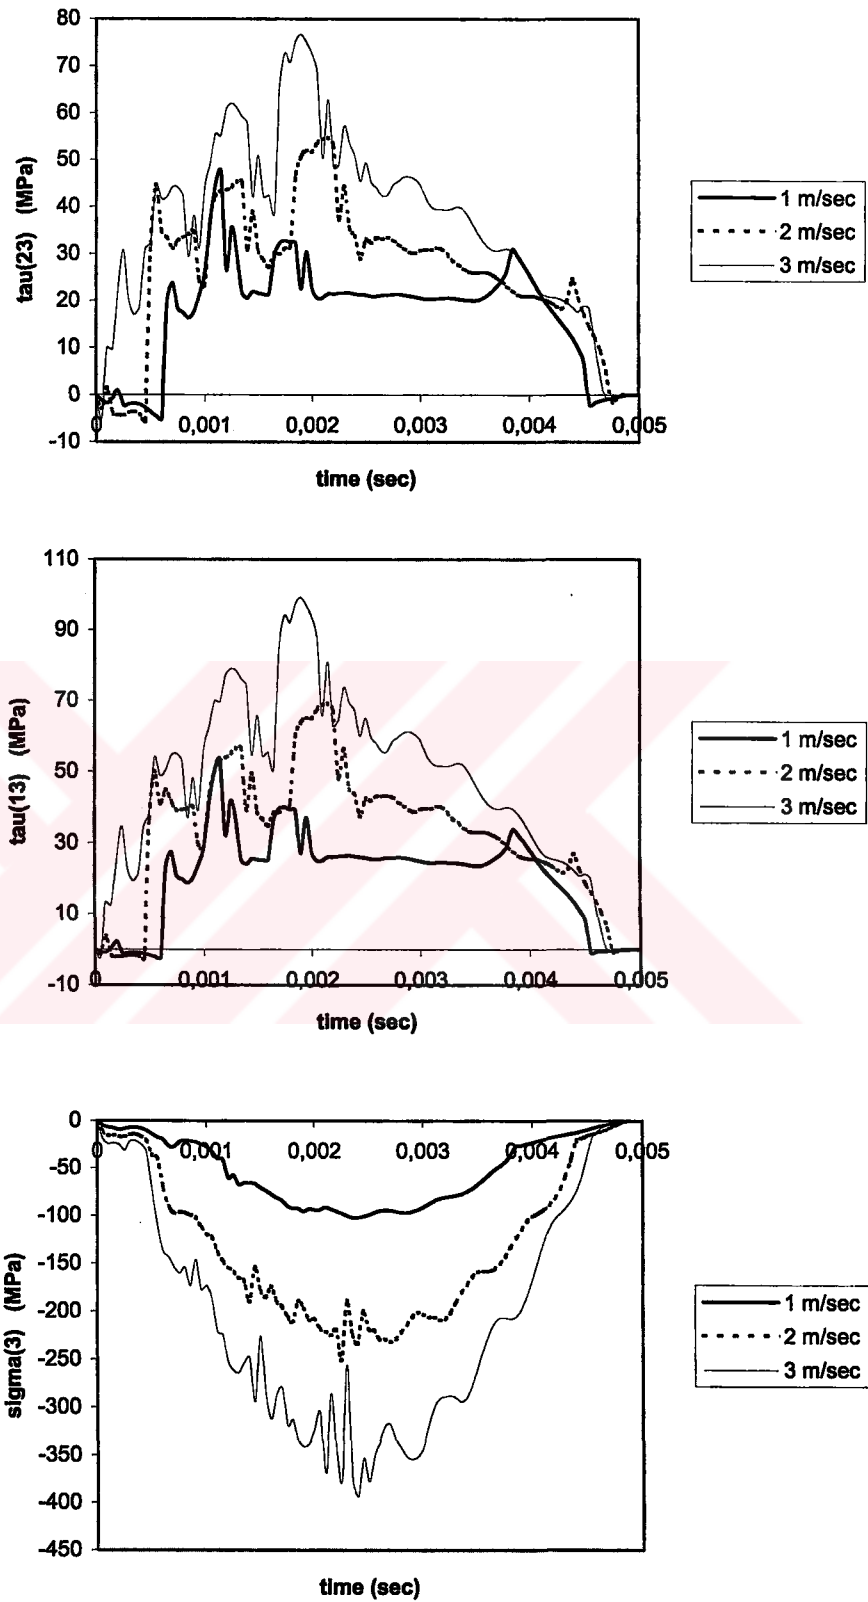 80
70
60
50
40
30
20
10
0
-10
tau(23) (MPa)
0 0,001 0,002 0,003 0,004 0,005
time (sec)
1 m/sec
2 m/sec
3 m/sec
110
90
70
50
30
10
-10
tau(13) (MPa)
0 0,001 0,002 0,003 0,004 0,005
time (sec)
1 m/sec
2 m/sec
3 m/sec
0
-50
-100
-150
-200
-250
-300
-350
-400
-450
sigma(3) (MPa)
0 0,001 0,002 0,003 0,004 0,005
time (sec)
1 m/sec
2 m/sec
3 m/sec